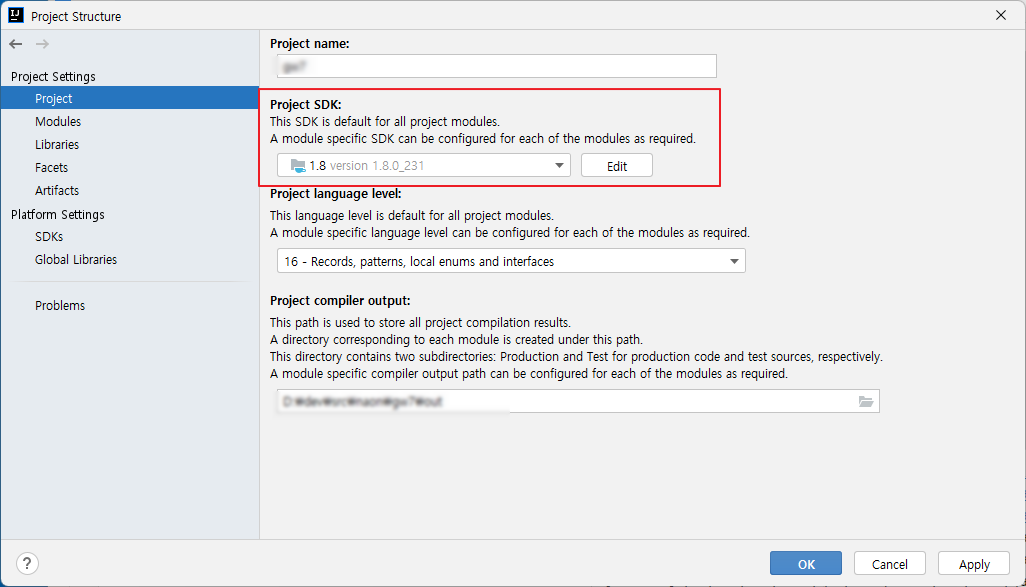 IJ
Project Structure
Project Settings
Project
Modules
Libraries
Facets
Artifacts
Platform Settings
SDKs
Global Libraries
Problems
Project name:
Project SDK:
This SDK is default for all project modules.
A module specific SDK can be configured for each of the modules as required.
1.8 version 1.8.0_231
Edit
Project language level:
This language level is default for all project modules.
A module specific language level can be configured for each of the modules as required.
16 - Records, patterns, local enums and interfaces
Project compiler output:
This path is used to store all project compilation results.
A directory corresponding to each module is created under this path.
This directory contains two subdirectories: Production and Test for production code and test sources, respectively.
A module specific compiler output path can be configured for each of the modules as required.
?
OK
Cancel
Apply